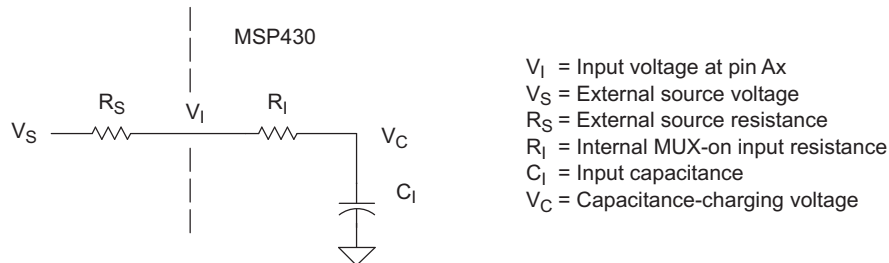 MSP430
V_S
R_S
V_I
R_I
V_C
C_I
V_I = Input voltage at pin Ax
V_S = External source voltage
R_S = External source resistance
R_I = Internal MUX-on input resistance
C_I = Input capacitance
V_C = Capacitance-charging voltage